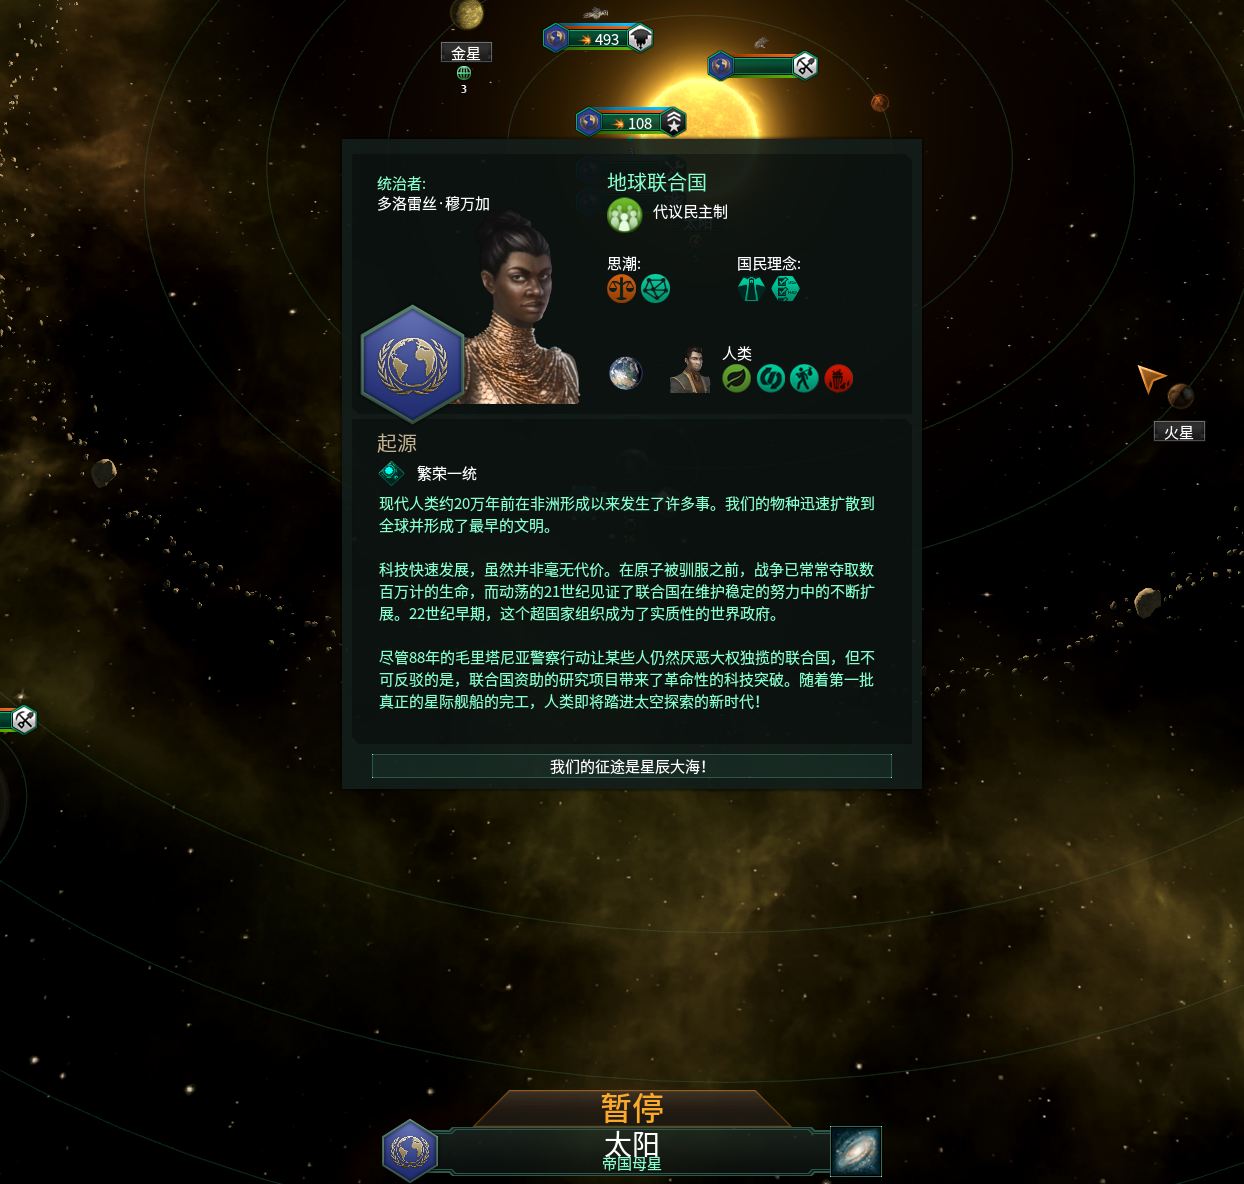 493
金星
3
108
统治者:
多洛雷丝·穆万加
地球联合国
代议民主制
思潮:
国民理念:
人类
火星
起源
繁荣一统
现代人类约20万年前在非洲形成以来发生了许多事。我们的物种迅速扩散到
全球并形成了最早的文明。
科技快速发展，虽然并非毫无代价。在原子被驯服之前，战争已常常夺取数
百万计的生命，而动荡的21世纪见证了联合国在维护稳定的努力中的不断扩
展。22世纪早期，这个超国家组织成为了实质性的世界政府。
尽管88年的毛里塔尼亚警察行动让某些人仍然厌恶大权独揽的联合国，但不
可反驳的是，联合国资助的研究项目带来了革命性的科技突破。随着第一批
真正的星际舰船的完工，人类即将踏进太空探索的新时代！
我们的征途是星辰大海！
暂停
太阳
帝国母星